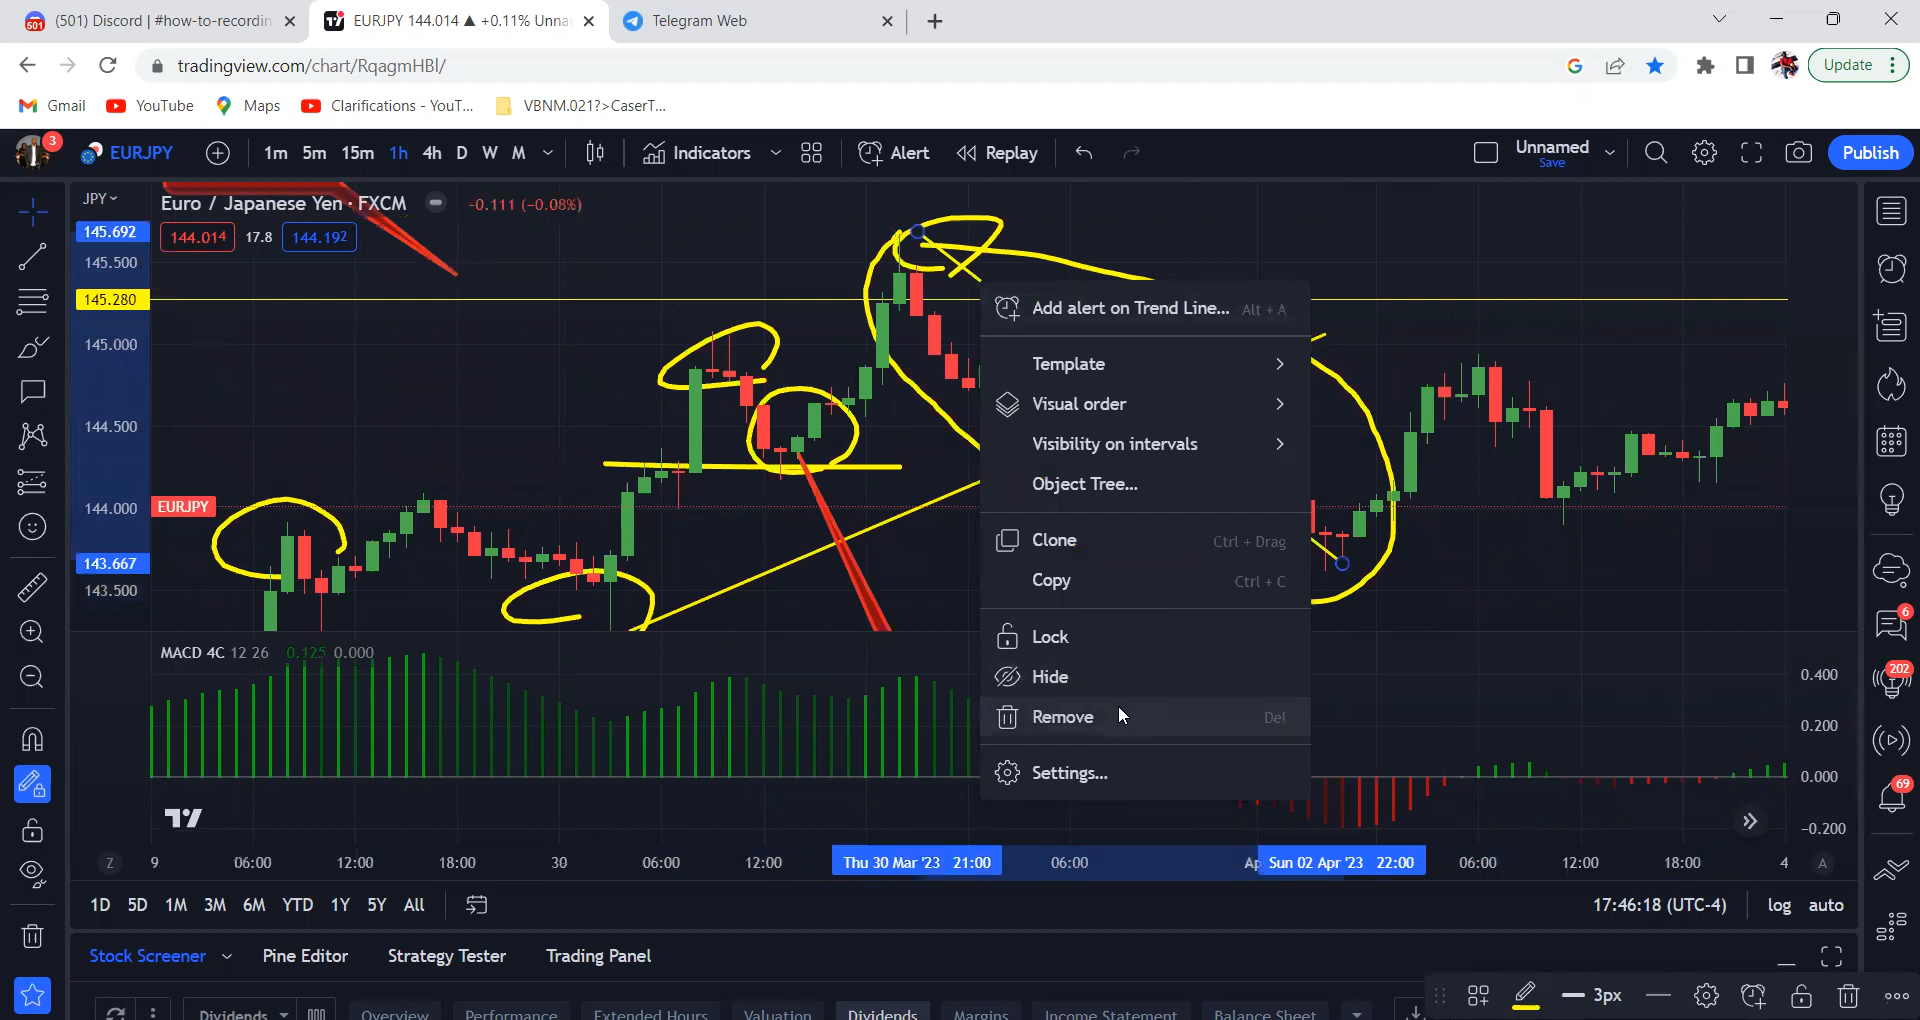 (501) Discord | #how-to-recordin
EURJPY 144.014 ▲ +0.11% Unna
Telegram Web
tradingview.com/chart/RqagmHBl/
Update
Gmail
YouTube
Maps
Clarifications - YouT...
VBNM.021?>CaserT...
3
EURJPY
1m 5m 15m 1h 4h D W M
Indicators
Alert
Replay
Unnamed
Save
Publish
JPY
Euro / Japanese Yen · FXCM
-0.111 (-0.08%)
145.692
144.014
17.8
144.192
145.500
145.280
145.000
144.500
144.000
EURJPY
143.667
143.500
Add alert on Trend Line... Alt + A
Template
Visual order
Visibility on intervals
Object Tree...
Clone Ctrl + Drag
Copy Ctrl + C
Lock
Hide
Remove Del
Settings...
MACD 4C 12 26 0.125 0.000
0.400
0.200
0.000
-0.200
6
202
69
Z 9 06:00 12:00 18:00 30 06:00 12:00 Thu 30 Mar '23 21:00 06:00 Ap Sun 02 Apr '23 22:00 06:00 12:00 18:00 4 A
1D 5D 1M 3M 6M YTD 1Y 5Y All
17:46:18 (UTC-4)
log auto
Stock Screener
Pine Editor
Strategy Tester
Trading Panel
3px
Dividends
Overview
Performance
Extended Hours
Valuation
Dividends
Margins
Income Statement
Balance Sheet